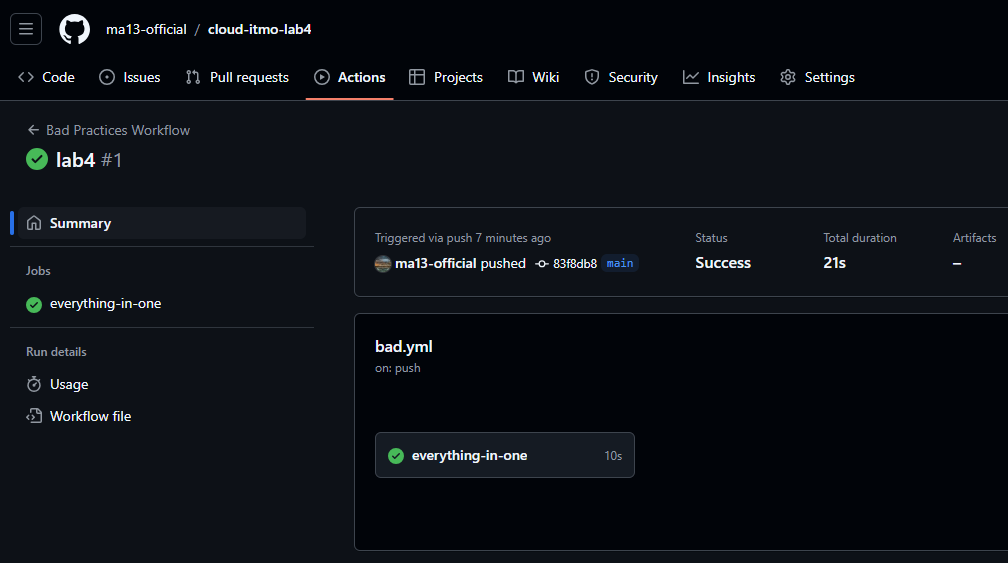 ma13-official / cloud-itmo-lab4
Code Issues Pull requests Actions Projects Wiki Security Insights Settings
Bad Practices Workflow
lab4 #1
Summary
Jobs
everything-in-one
Run details
Usage
Workflow file
Triggered via push 7 minutes ago
ma13-official pushed 83f8db8 main
Status
Success
Total duration
21s
Artifacts
–
bad.yml
on: push
everything-in-one 10s